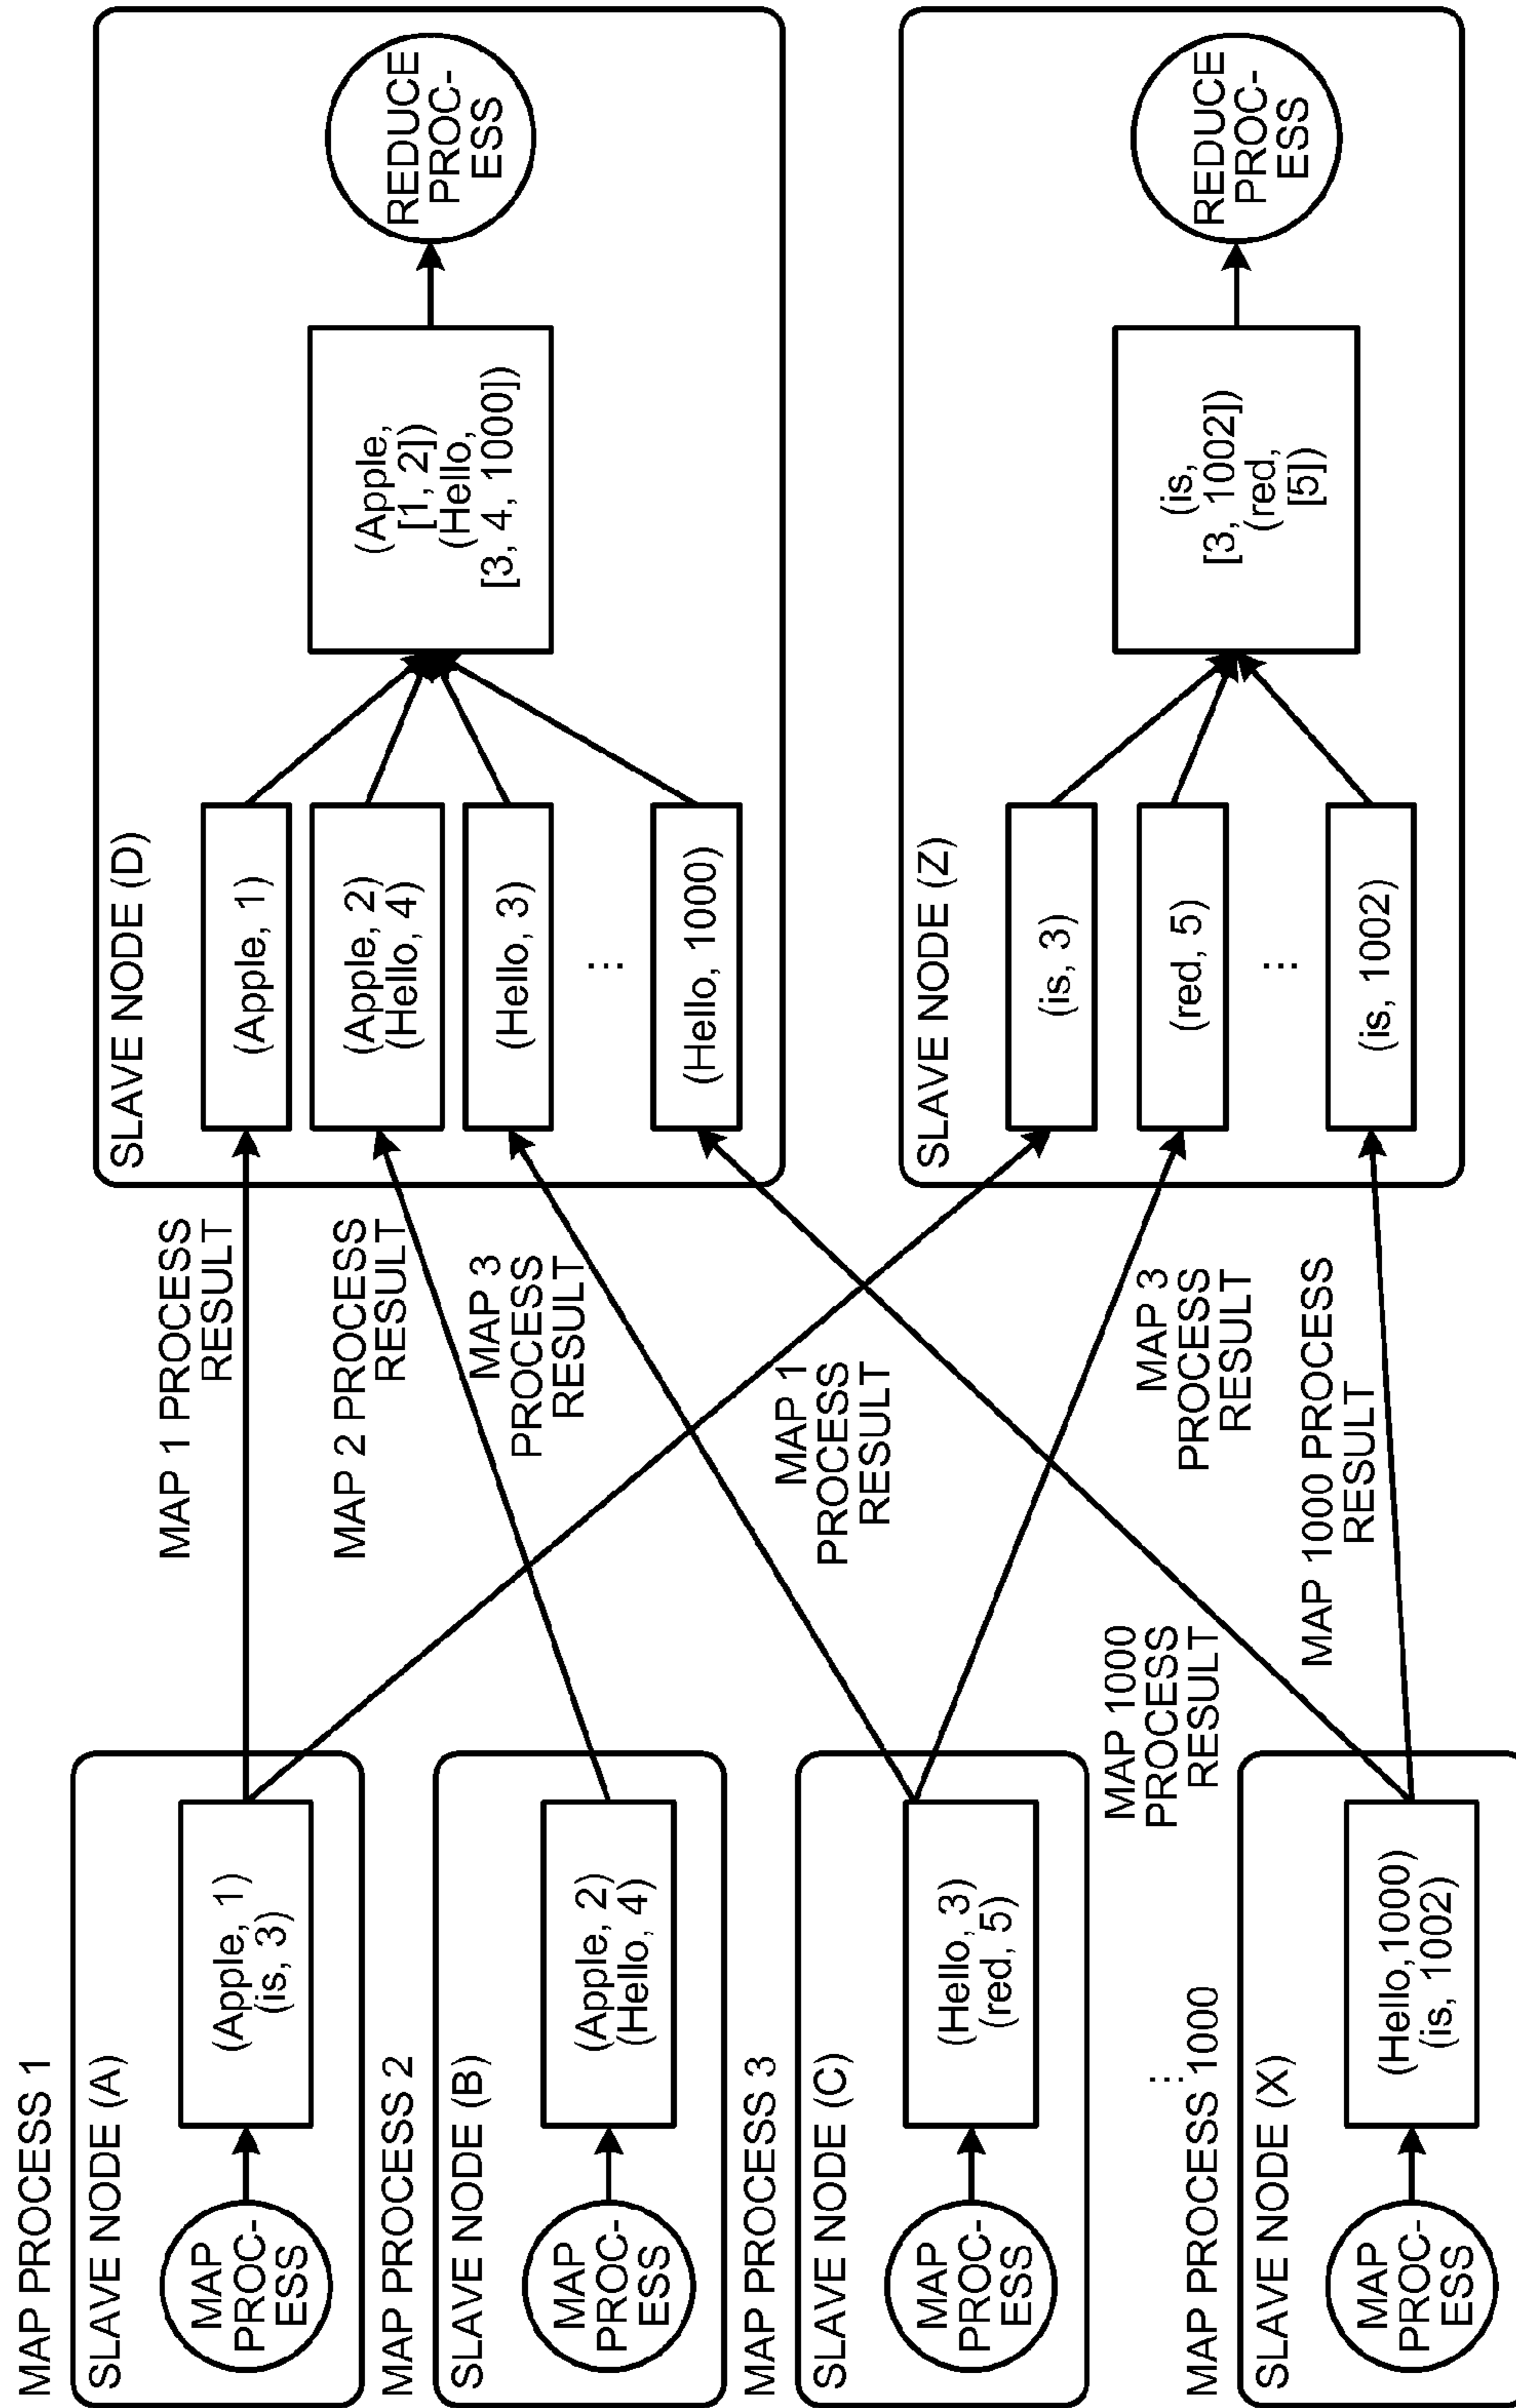 MAP PROCESS 1
SLAVE NODE (A)
MAP
PROC-
ESS
(Apple, 1)
(is, 3)
MAP PROCESS 2
SLAVE NODE (B)
MAP
PROC-
ESS
(Apple, 2)
(Hello, 4)
MAP PROCESS 3
SLAVE NODE (C)
MAP
PROC-
ESS
(Hello, 3)
(red, 5)
...
MAP PROCESS 1000
SLAVE NODE (X)
MAP
PROC-
ESS
(Hello,1000)
(is, 1002)
MAP 1 PROCESS
RESULT
MAP 2 PROCESS
RESULT
MAP 3
PROCESS
RESULT
MAP 1
PROCESS
RESULT
MAP 1000
PROCESS
RESULT
MAP 3
PROCESS
RESULT
MAP 1000 PROCESS
RESULT
SLAVE NODE (D)
(Apple, 1)
(Apple, 2)
(Hello, 4)
(Hello, 3)
...
(Hello, 1000)
(Apple,
[1, 2])
(Hello,
[3, 4, 1000])
REDUCE
PROC-
ESS
SLAVE NODE (Z)
(is, 3)
(red, 5)
...
(is, 1002)
(is,
[3, 1002])
(red,
[5])
REDUCE
PROC-
ESS